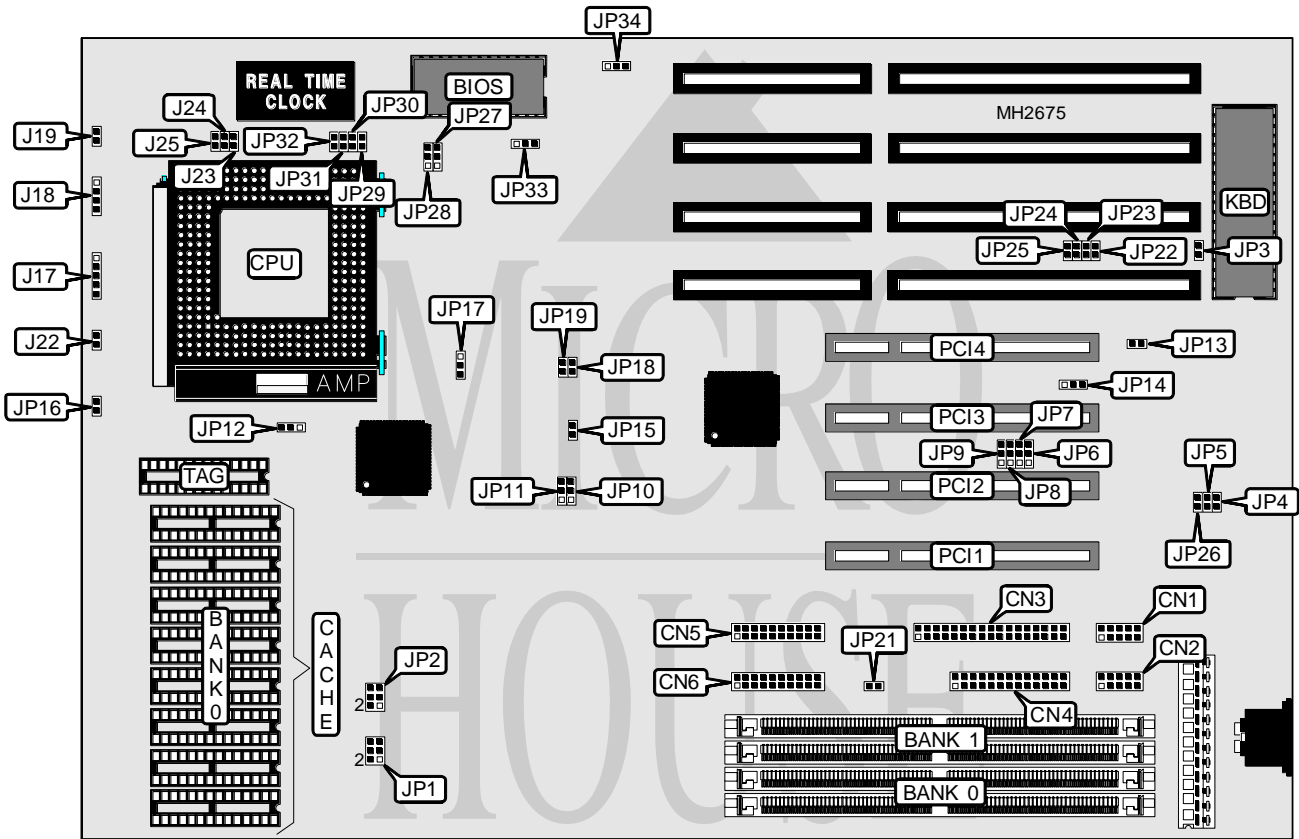 JP34
REAL TIME
CLOCK
BIOS
MH2675
J24
JP30
JP27
J19
J25
JP32
J23
JP31
JP29
JP33
JP28
J18
KBD
JP24
JP23
JP25
JP22
JP3
CPU
J17
JP17
JP19
JP18
J22
PCI4
JP13
AMP
JP14
JP16
JP12
JP15
PCI3
JP7
JP9
JP6
JP8
JP5
TAG
JP11
JP10
PCI2
JP4
JP26
PCI1
MICRO
HOUSE
BANK 0
CACHE
CN5
CN3
CN1
JP21
CN2
JP2
CN6
2
CN4
BANK 1
2
JP1
BANK 0